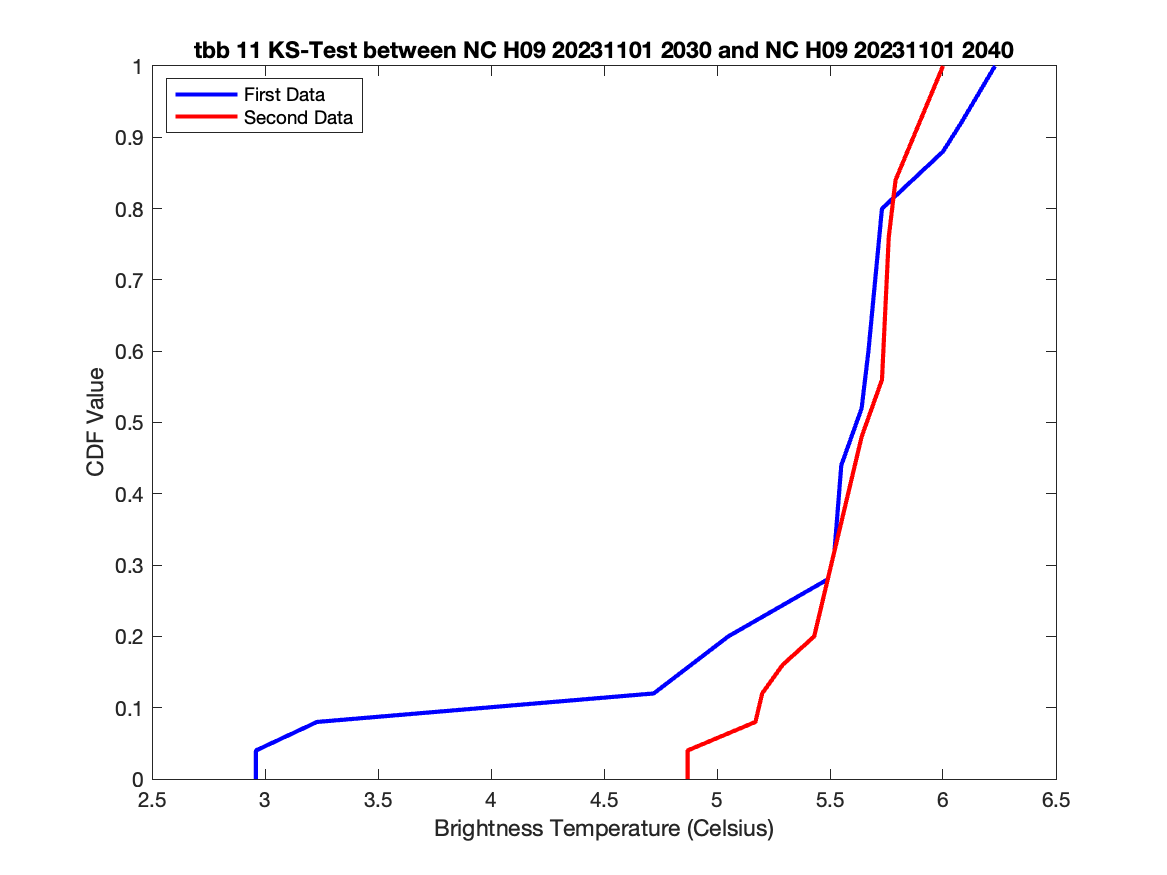 tbb 11 KS-Test between NC H09 20231101 2030 and NC H09 20231101 2040
First Data
Second Data
1
0.9
0.8
0.7
0.6
0.5
0.4
0.3
0.2
0.1
0
CDF Value
2.5 3 3.5 4 4.5 5 5.5 6 6.5
Brightness Temperature (Celsius)